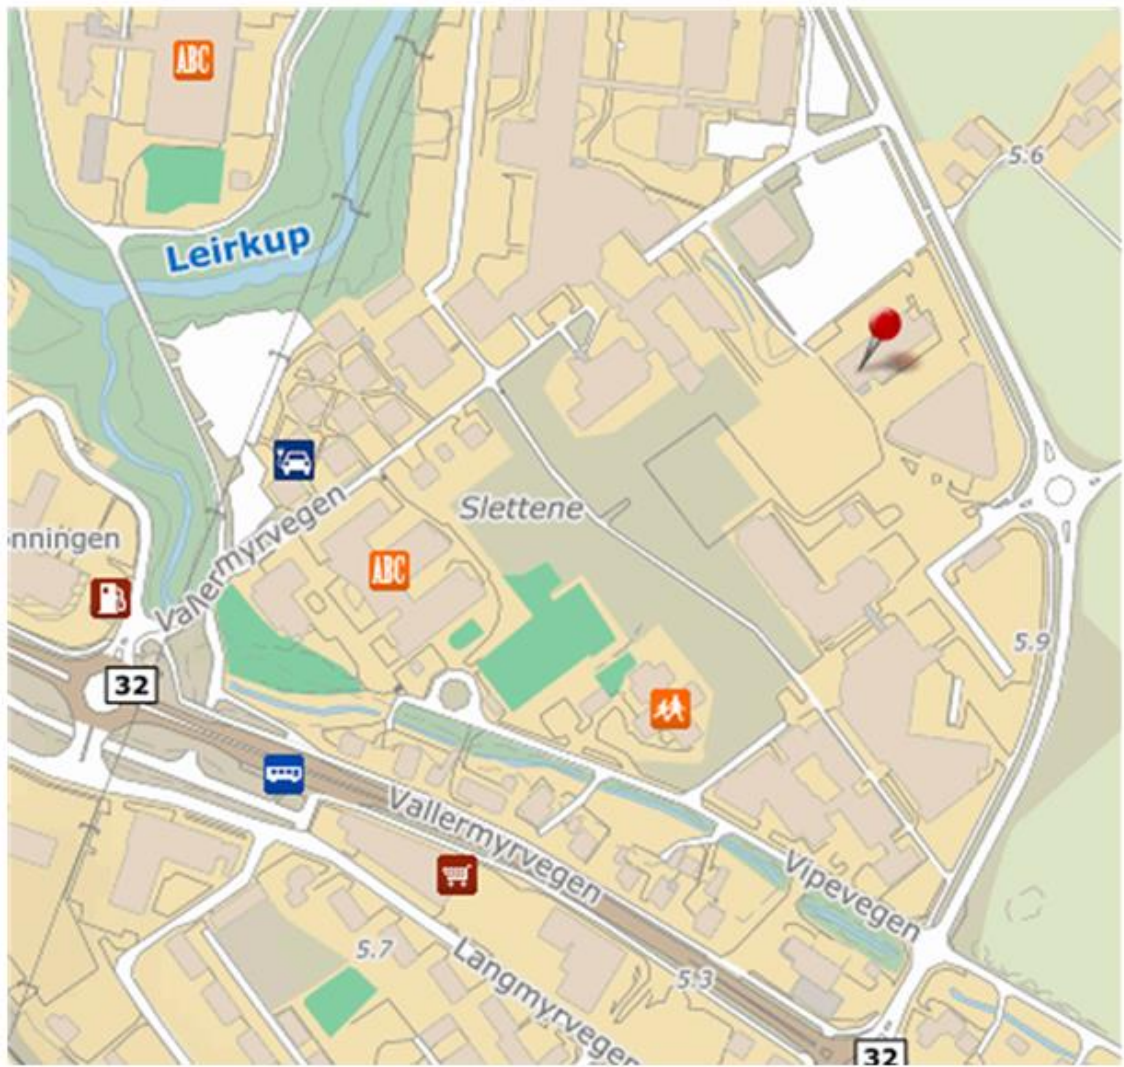 ABC
5.6
Leirkup
Slettene
Vallermyrvegen
nningen
ABC
32
5.9
Vallermyrvegen
Vipevegen
5.7
Langmyrvegen
5.3
32